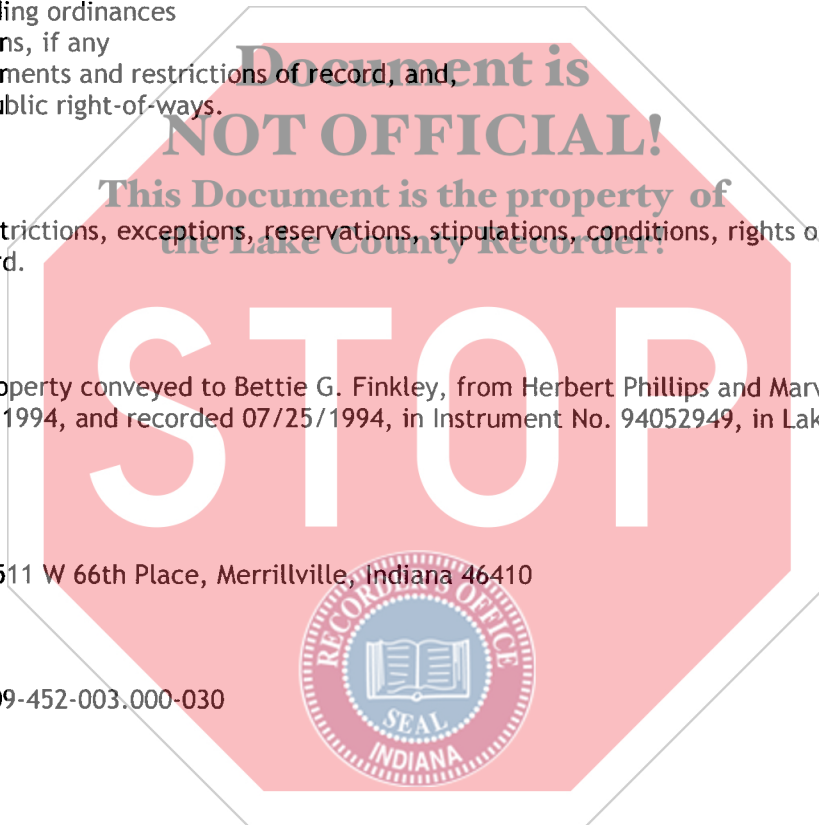 ling ordinances
ns, if any
Document is
ments and restrictions of record, and,
ublic right-of-ways.
NOT OFFICIAL!
This Document is the property of
trictions, exceptions, reservations, stipulations, conditions, rights o
the Lake County Recorder!
d.
STOP
operty conveyed to Bettie G. Finkley, from Herbert Phillips and Marv
1994, and recorded 07/25/1994, in Instrument No. 94052949, in Lak
511 W 66th Place, Merrillville, Indiana 46410
RECORDER'S OFFICE
SEAL
INDIANA
09-452-003.000-030